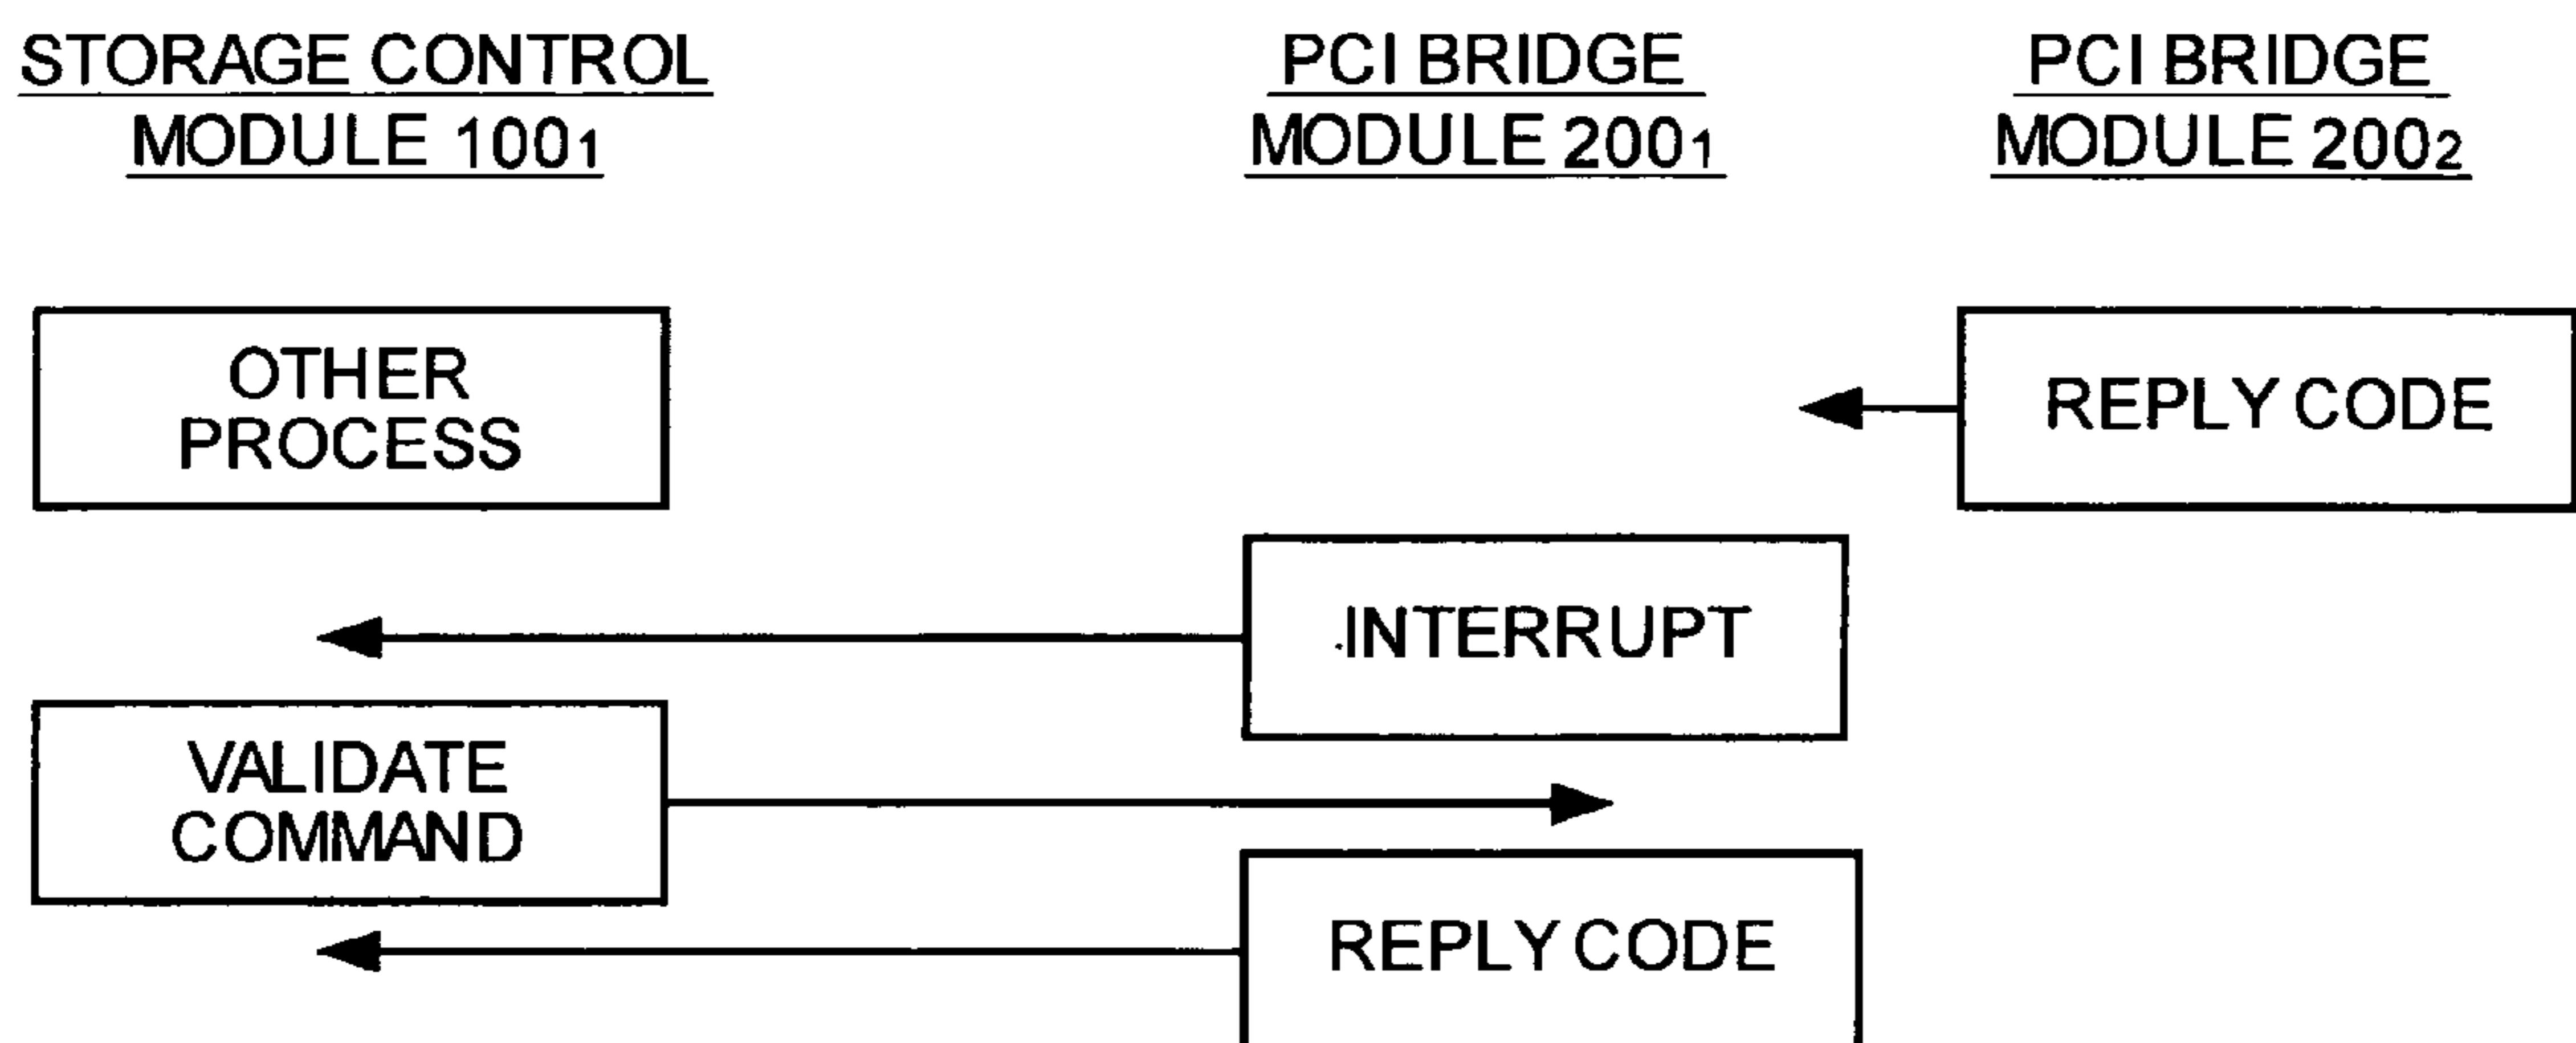 STORAGE CONTROL
MODULE 100₁
PCI BRIDGE
MODULE 200₁
PCI BRIDGE
MODULE 200₂
OTHER
PROCESS
REPLY CODE
INTERRUPT
VALIDATE
COMMAND
REPLY CODE